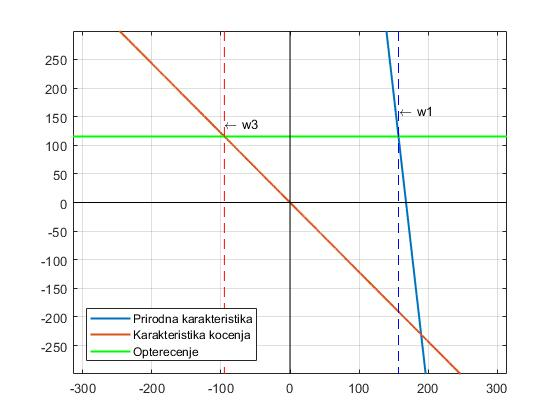 250
200
150
100
50
0
-50
-100
-150
-200
-250
← w3
← w1
Prirodna karakteristika
Karakteristika kocenja
Opterecenje
-300 -200 -100 0 100 200 300